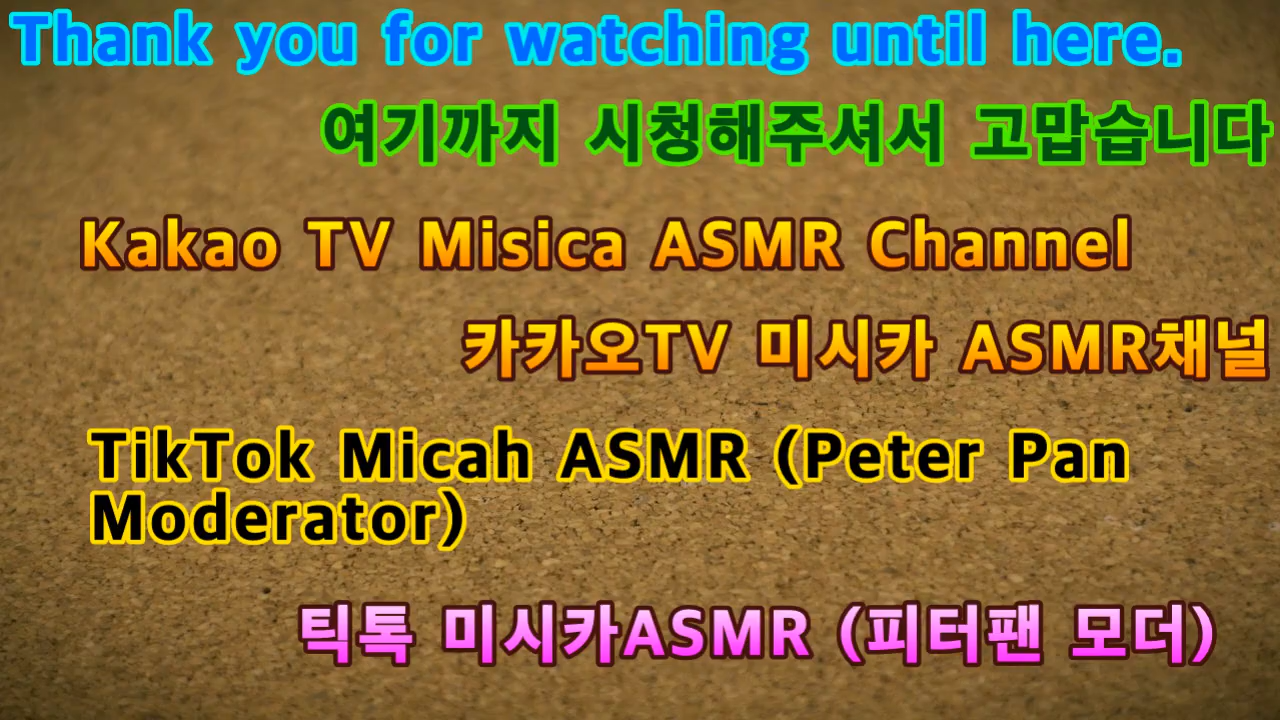 Thank you for watching until here.
여기까지 시청해주셔서 고맙습니다
Kakao TV Misica ASMR Channel
카카오TV 미시카 ASMR채널
TikTok Micah ASMR (Peter Pan
Moderator)
틱톡 미시카ASMR (피터팬 모더)